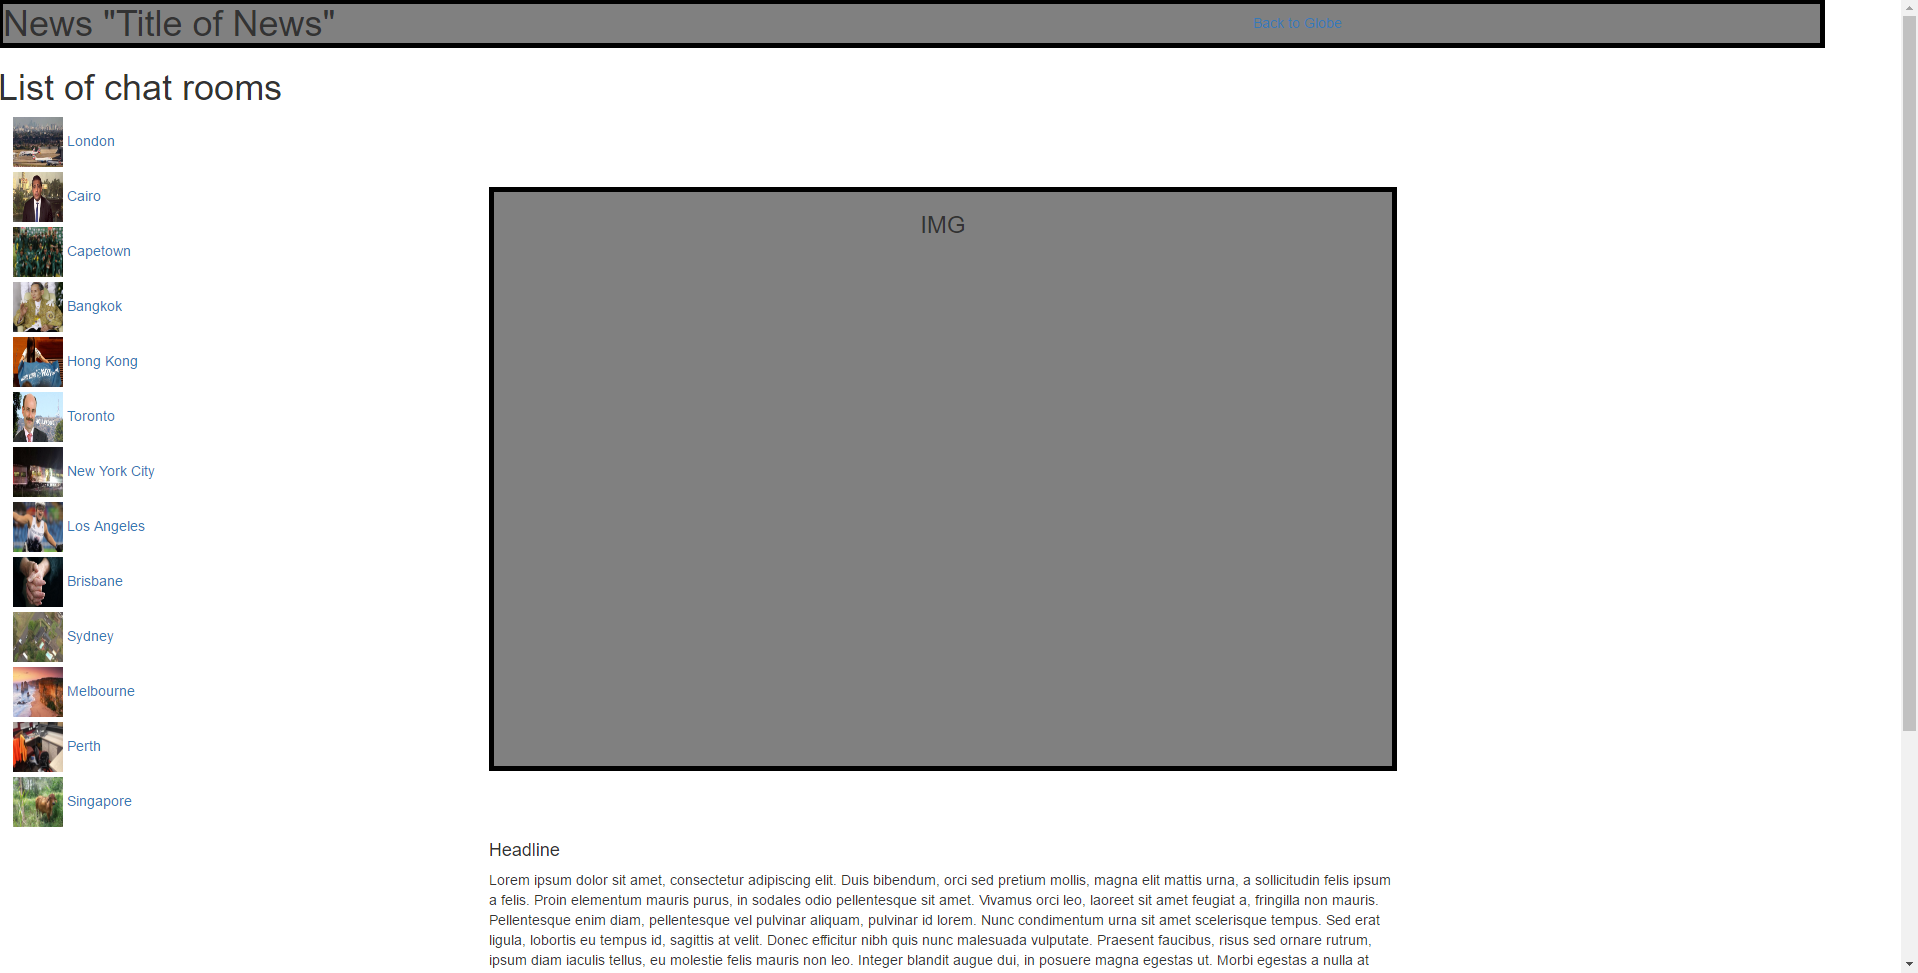 News "Title of News"
Back to Globe
List of chat rooms
London
Cairo
Capetown
Bangkok
Hong Kong
Toronto
New York City
Los Angeles
Brisbane
Sydney
Melbourne
Perth
Singapore
IMG
Headline
Lorem ipsum dolor sit amet, consectetur adipiscing elit. Duis bibendum, orci sed pretium mollis, magna elit mattis urna, a sollicitudin felis ipsum
a felis. Proin elementum mauris purus, in sodales odio pellentesque sit amet. Vivamus orci leo, laoreet sit amet feugiat a, fringilla non mauris.
Pellentesque enim diam, pellentesque vel pulvinar aliquam, pulvinar id lorem. Nunc condimentum urna sit amet scelerisque tempus. Sed erat
ligula, lobortis eu tempus id, sagittis at velit. Donec efficitur nibh quis nunc malesuada vulputate. Praesent faucibus, risus sed ornare rutrum,
ipsum diam iaculis tellus, eu molestie felis mauris non leo. Integer blandit augue dui, in posuere magna egestas ut. Morbi egestas a nulla at